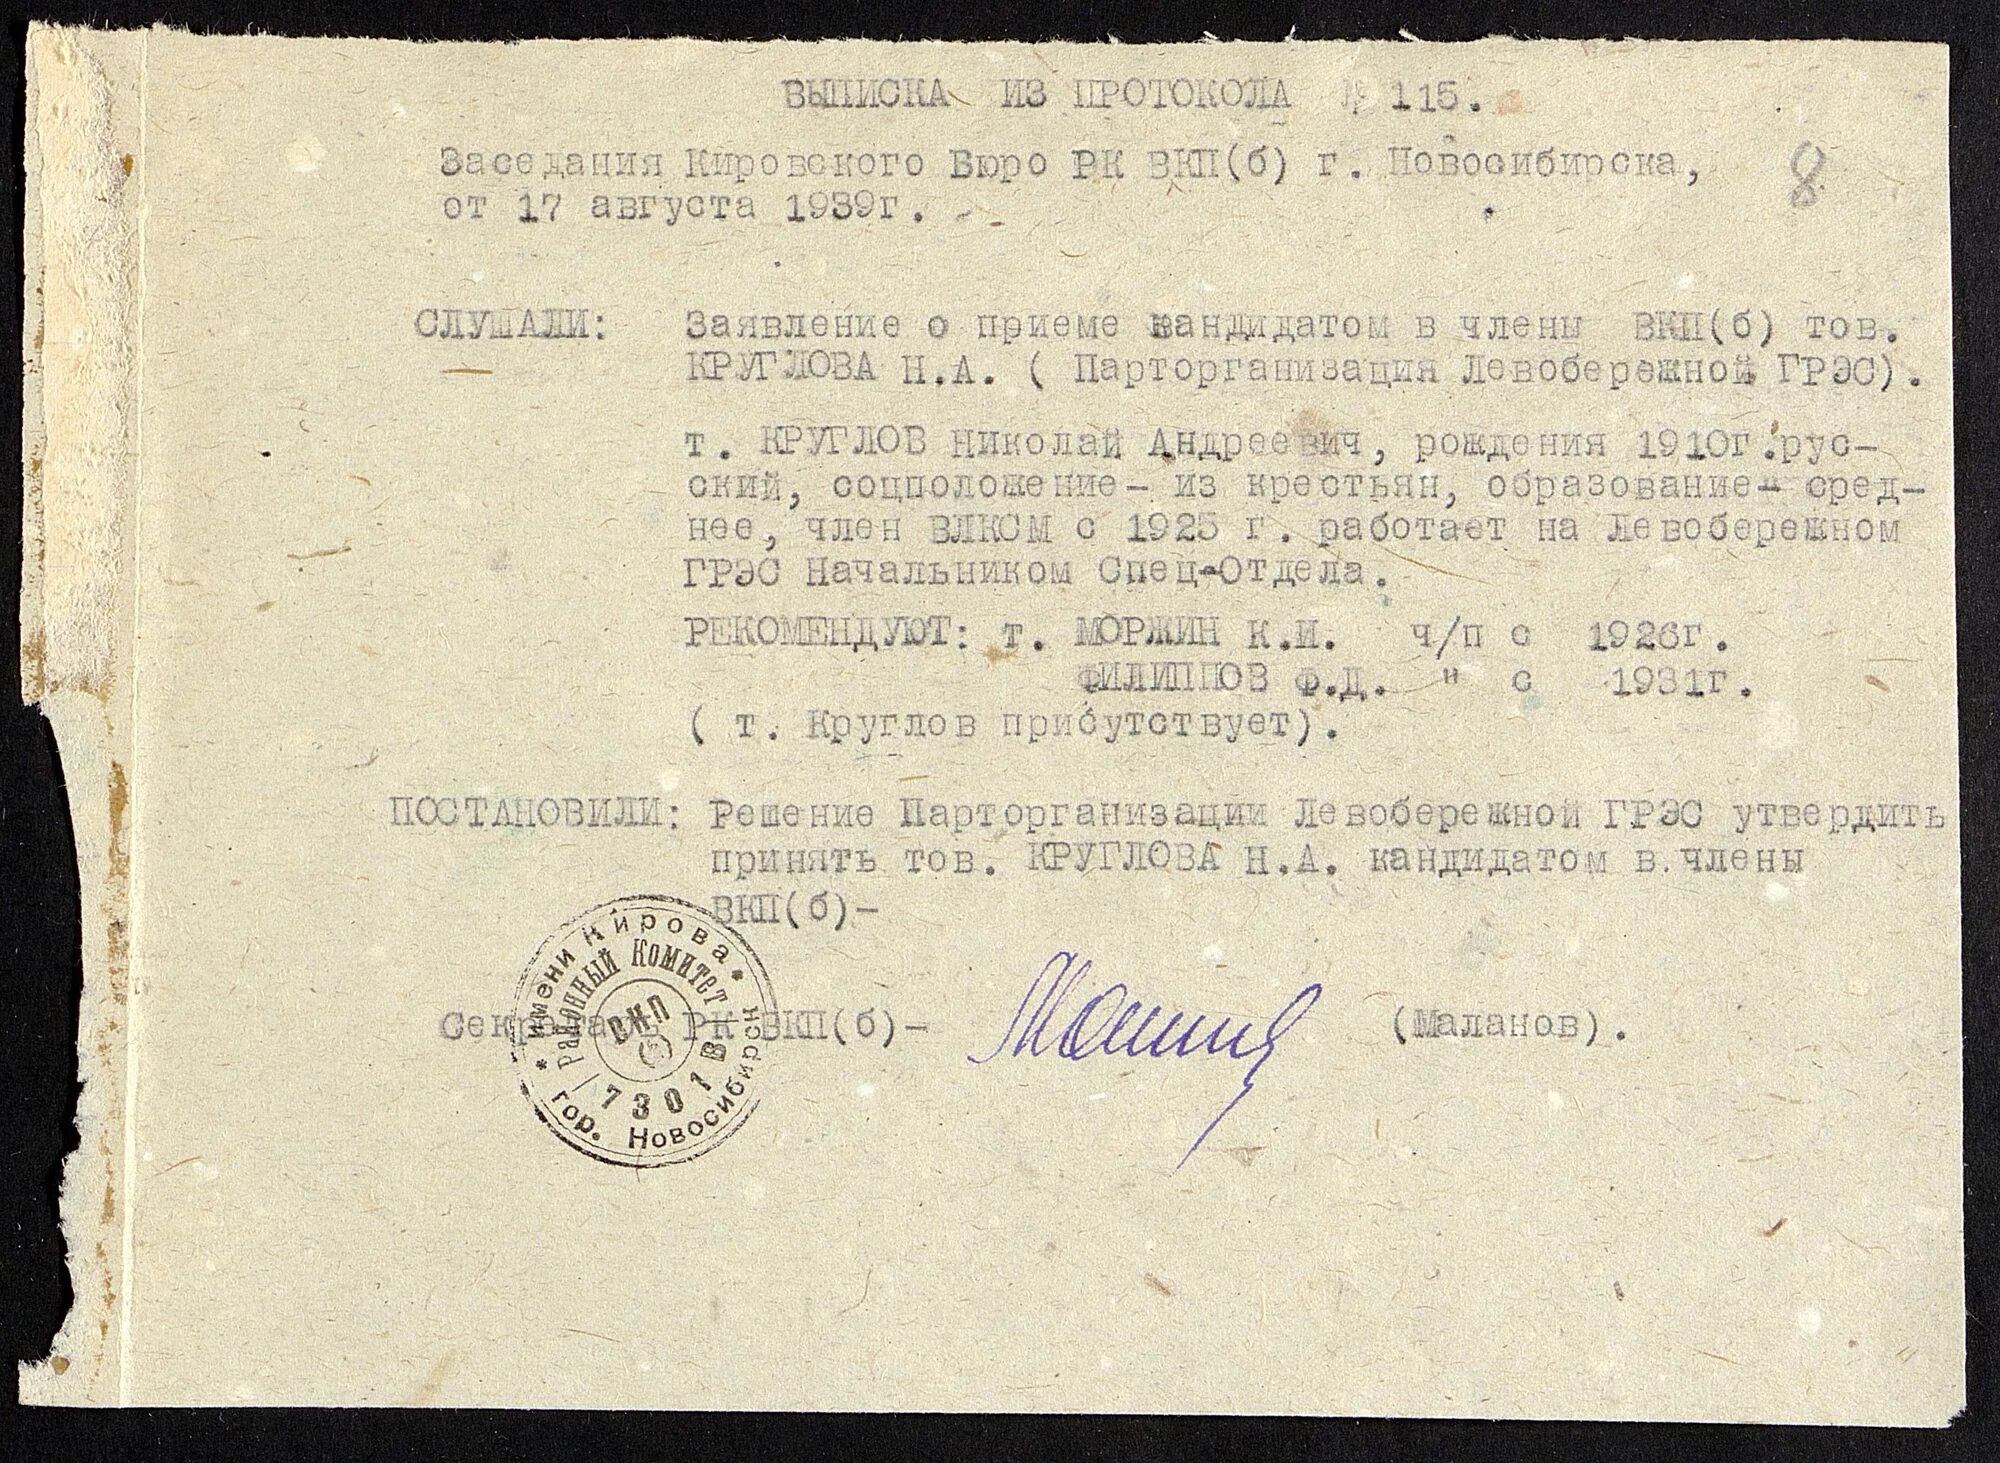 ВЫПИСКА ИЗ ПРОТОКОЛА № 115.
Заседания Кировского Бюро РК ВКП(б) г. Новосибирска,
от 17 августа 1939г.
8
СЛУШАЛИ: Заявление о приеме кандидатом в члены ВКП(б) тов.
КРУГЛОВА Н.А. ( Парторганизация Левобережной ГРЭС).
т. КРУГЛОВ Николай Андреевич, рождения 1910г.рус-
ский, соцположение- из крестьян, образование- сред-
нее, член ВЛКСМ с 1925 г. работает на Левобережном
ГРЭС Начальником Спец-Отдела.
РЕКОМЕНДУЮТ: т. МОРЖИН К.И. ч/п с 1926г.
ФИЛИППОВ Ф.Д. " с 1931г.
( т. Круглов присутствует).
ПОСТАНОВИЛИ: Решение Парторганизации Левобережной ГРЭС утвердить
принять тов. КРУГЛОВА Н.А. кандидатом в члены
ВКП(б)-
Секретарь РК ВКП(б)- (Маланов).
* имени Кирова *
Районный Комитет
ВКП
(б)
7301 В
гор. Новосибирск